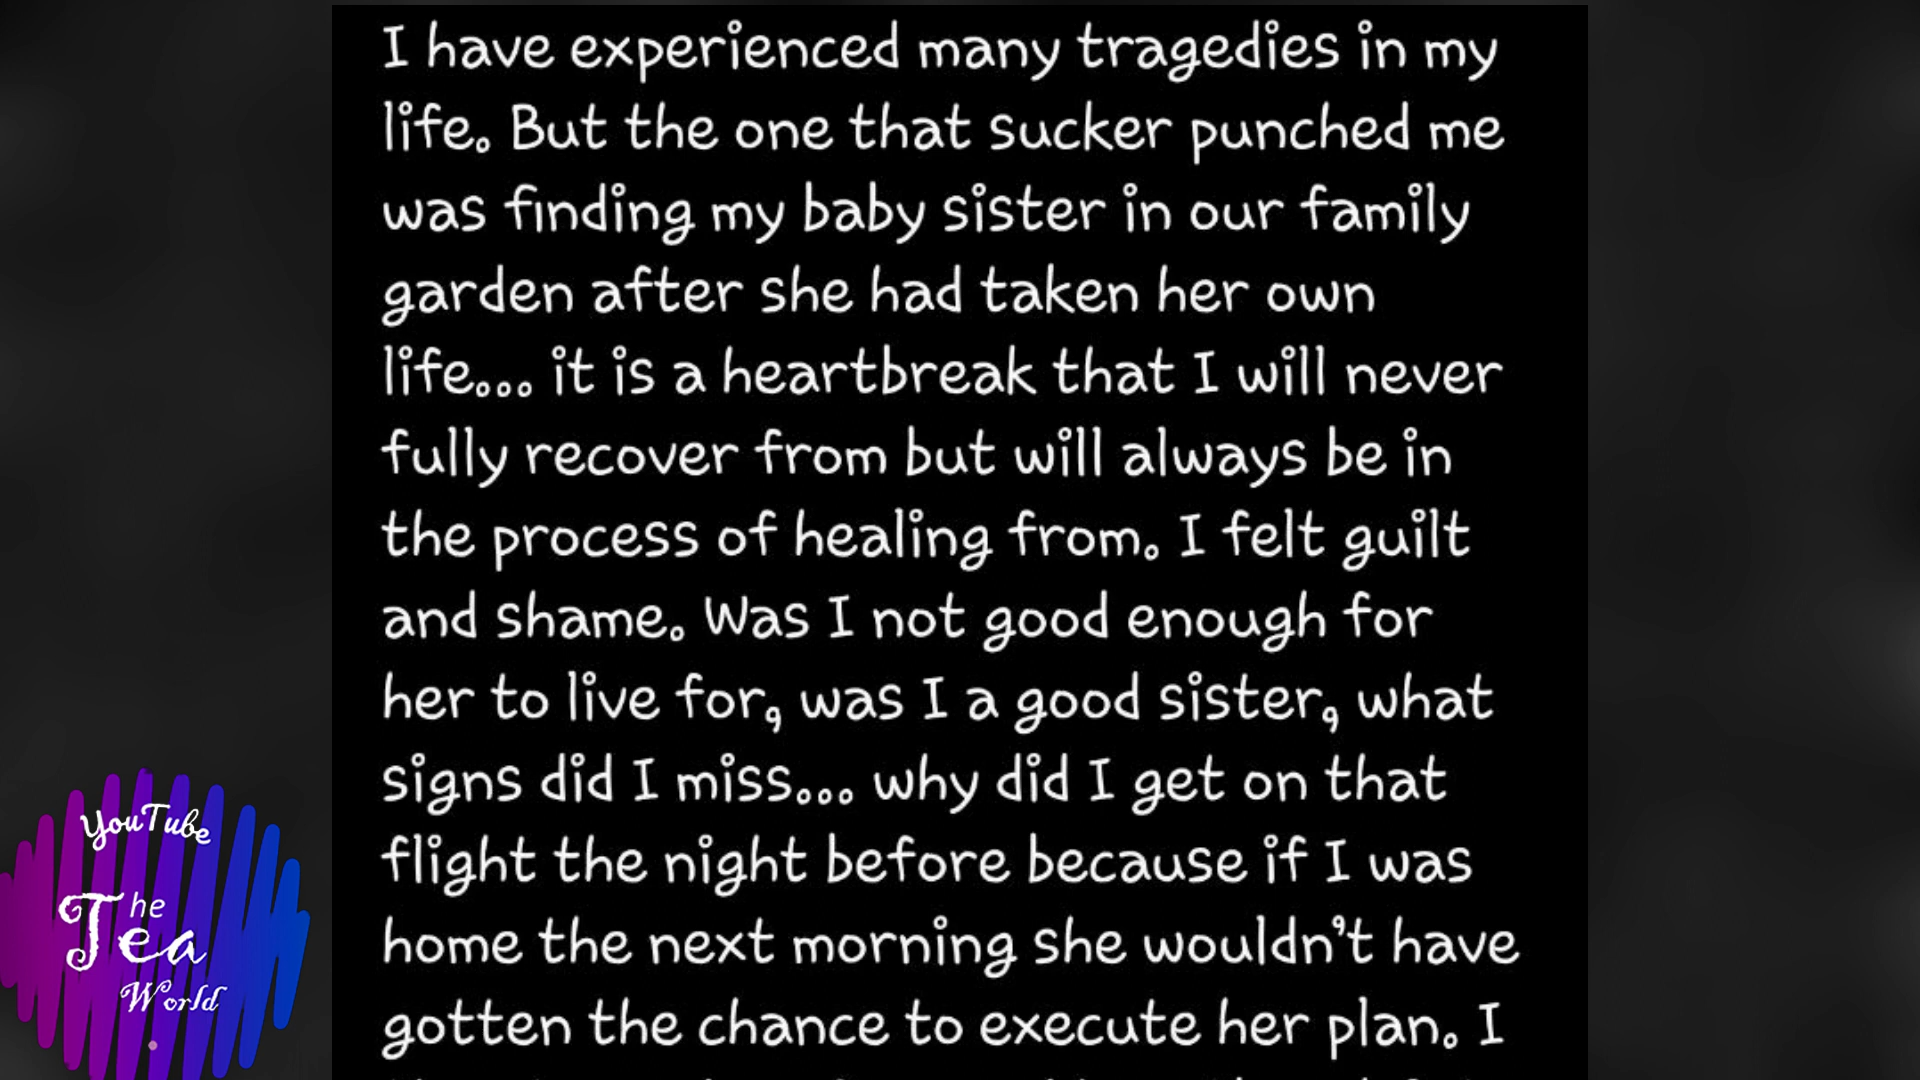 I have experienced many tragedies in my
life. But the one that sucker punched me
was finding my baby sister in our family
garden after she had taken her own
life... it is a heartbreak that I will never
fully recover from but will always be in
the process of healing from. I felt guilt
and shame. Was I not good enough for
her to live for, was I a good sister, what
signs did I miss... why did I get on that
flight the night before because if I was
home the next morning she wouldn't have
gotten the chance to execute her plan. I
YouTube
The
Tea
World